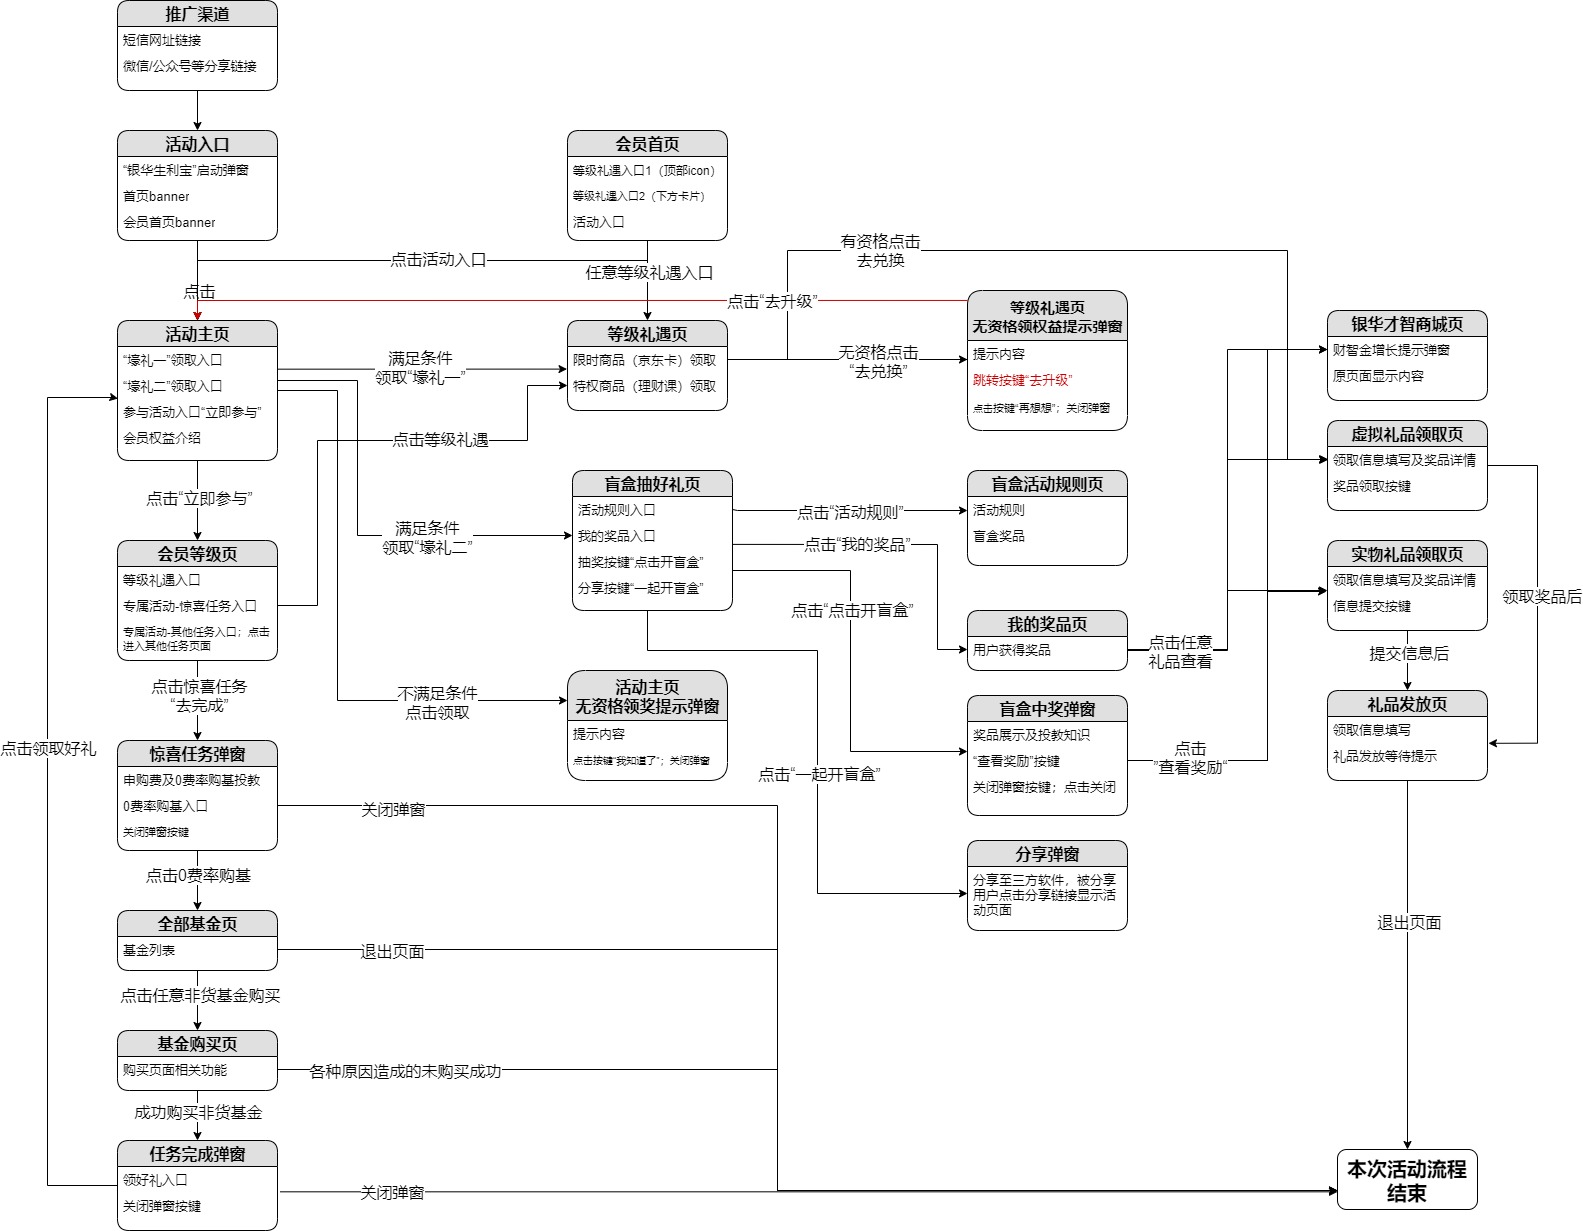 推广渠道
短信网址链接
微信/公众号等分享链接
活动入口
“银华生利宝”启动弹窗
首页banner
会员首页banner
会员首页
等级礼遇入口1（顶部icon）
等级礼遇入口2（下方卡片）
活动入口
点击活动入口
任意等级礼遇入口
点击
点击“去升级”
有资格点击
去兑换
活动主页
“壕礼一”领取入口
“壕礼二”领取入口
参与活动入口“立即参与”
会员权益介绍
满足条件
领取“壕礼一”
等级礼遇页
限时商品（京东卡）领取
特权商品（理财课）领取
无资格点击
“去兑换”
等级礼遇页
无资格领权益提示弹窗
提示内容
跳转按键“去升级”
点击按键“再想想”；关闭弹窗
银华才智商城页
财智金增长提示弹窗
原页面显示内容
点击等级礼遇
虚拟礼品领取页
领取信息填写及奖品详情
奖品领取按键
点击“立即参与”
满足条件
领取“壕礼二”
盲盒抽好礼页
活动规则入口
我的奖品入口
抽奖按键“点击开盲盒”
分享按键“一起开盲盒”
点击“活动规则”
点击“我的奖品”
点击“点击开盲盒”
盲盒活动规则页
活动规则
盲盒奖品
会员等级页
等级礼遇入口
专属活动-惊喜任务入口
专属活动-其他任务入口；点击
进入其他任务页面
实物礼品领取页
领取信息填写及奖品详情
信息提交按键
领取奖品后
我的奖品页
用户获得奖品
点击任意
礼品查看
提交信息后
点击惊喜任务
“去完成”
不满足条件
点击领取
活动主页
无资格领奖提示弹窗
提示内容
点击按键“我知道了”；关闭弹窗
盲盒中奖弹窗
奖品展示及投教知识
“查看奖励”按键
关闭弹窗按键；点击关闭
点击
”查看奖励“
礼品发放页
领取信息填写
礼品发放等待提示
点击领取好礼
惊喜任务弹窗
申购费及0费率购基投教
0费率购基入口
关闭弹窗按键
关闭弹窗
点击“一起开盲盒”
点击0费率购基
分享弹窗
分享至三方软件，被分享
用户点击分享链接显示活
动页面
全部基金页
基金列表
退出页面
退出页面
点击任意非货基金购买
基金购买页
购买页面相关功能
各种原因造成的未购买成功
成功购买非货基金
任务完成弹窗
领好礼入口
关闭弹窗按键
关闭弹窗
本次活动流程
结束